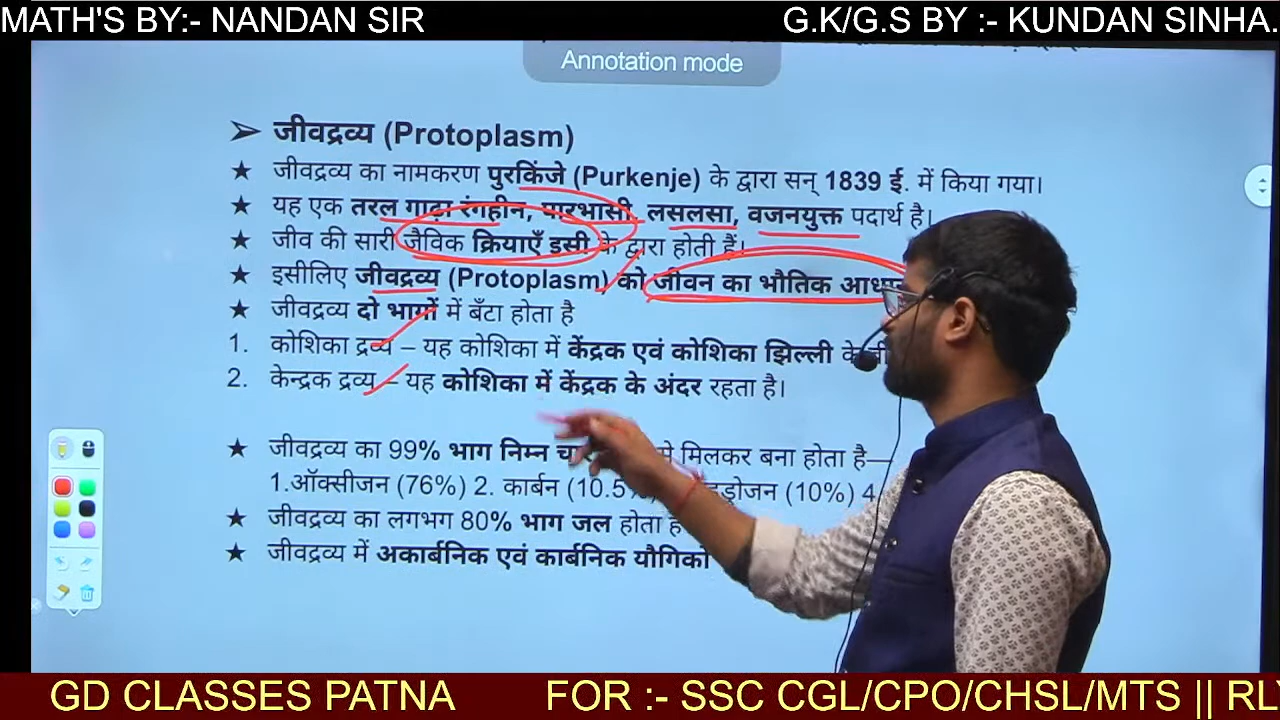 MATH'S BY:- NANDAN SIR G.K/G.S BY :- KUNDAN SINHA.
Annotation mode
➢ जीवद्रव्य (Protoplasm)
★ जीवद्रव्य का नामकरण पुरकिंजे (Purkenje) के द्वारा सन् 1839 ई. में किया गया।
★ यह एक तरल गाढ़ा रंगहीन, पारभासी, लसलसा, वजनयुक्त पदार्थ है।
★ जीव की सारी जैविक क्रियाएँ इसी के द्वारा होती हैं।
★ इसीलिए जीवद्रव्य (Protoplasm) को जीवन का भौतिक
★ जीवद्रव्य दो भागों में बँटा होता है
1. कोशिका द्रव्य – यह कोशिका में केंद्रक एवं कोशिका झिल्ली के
2. केन्द्रक द्रव्य – यह कोशिका में केंद्रक के अंदर रहता है।
★ जीवद्रव्य का 99% भाग निम्न से मिलकर बना होता है—
1.ऑक्सीजन (76%) 2. कार्बन (10.5% (10%) 4
★ जीवद्रव्य का लगभग 80% भाग जल होता है
★ जीवद्रव्य में अकार्बनिक एवं कार्बनिक यौगिकों
GD CLASSES PATNA FOR :- SSC CGL/CPO/CHSL/MTS ||